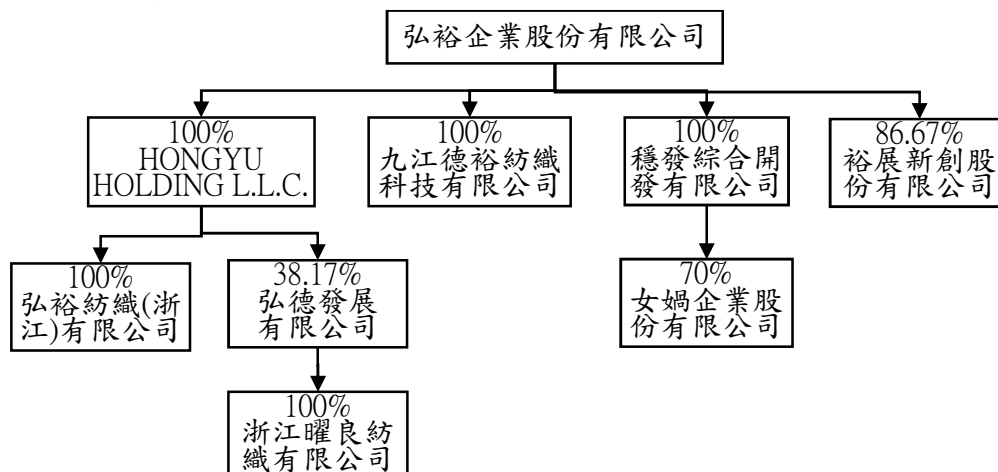 弘裕企業股份有限公司
100%
HONGYU
HOLDING L.L.C.
100%
九江德裕紡織
科技有限公司
100%
穩發綜合開
發有限公司
86.67%
裕展新創股
份有限公司
100%
弘裕紡織(浙
江)有限公司
38.17%
弘德發展
有限公司
70%
女媧企業股
份有限公司
100%
浙江曜良紡
織有限公司